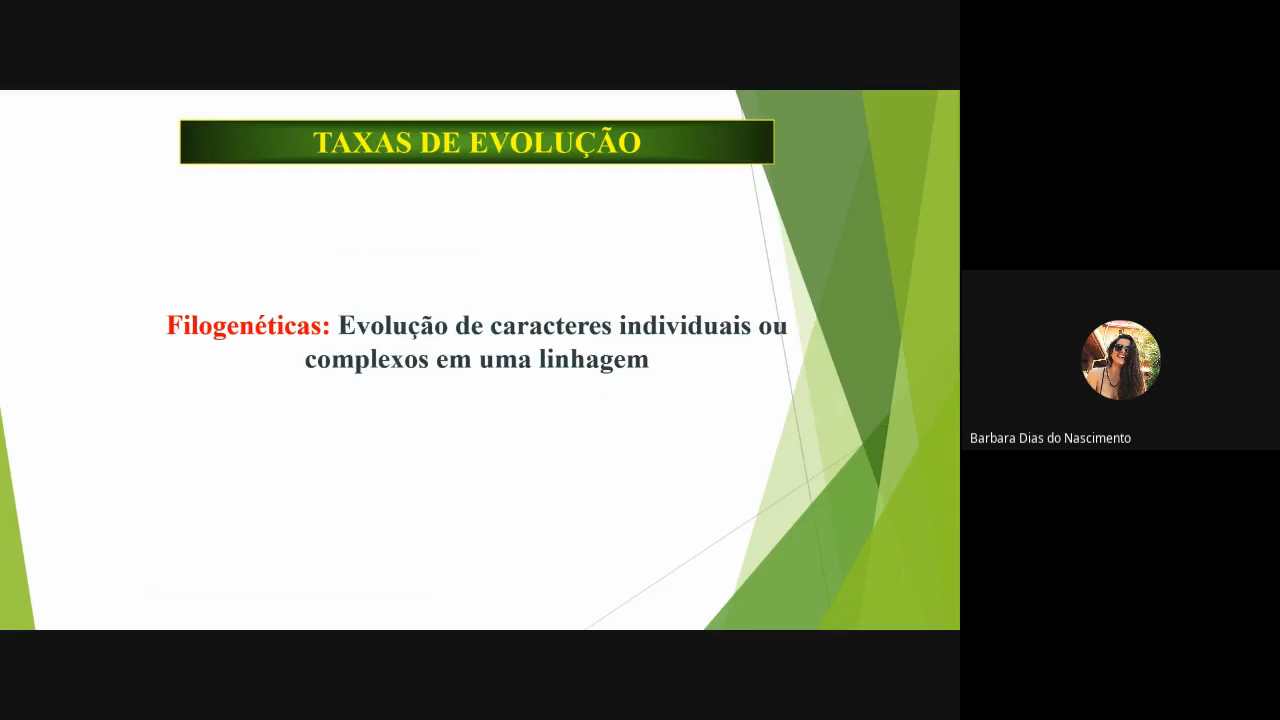 TAXAS DE EVOLUÇÃO
Filogenéticas: Evolução de caracteres individuais ou
complexos em uma linhagem
Barbara Dias do Nascimento